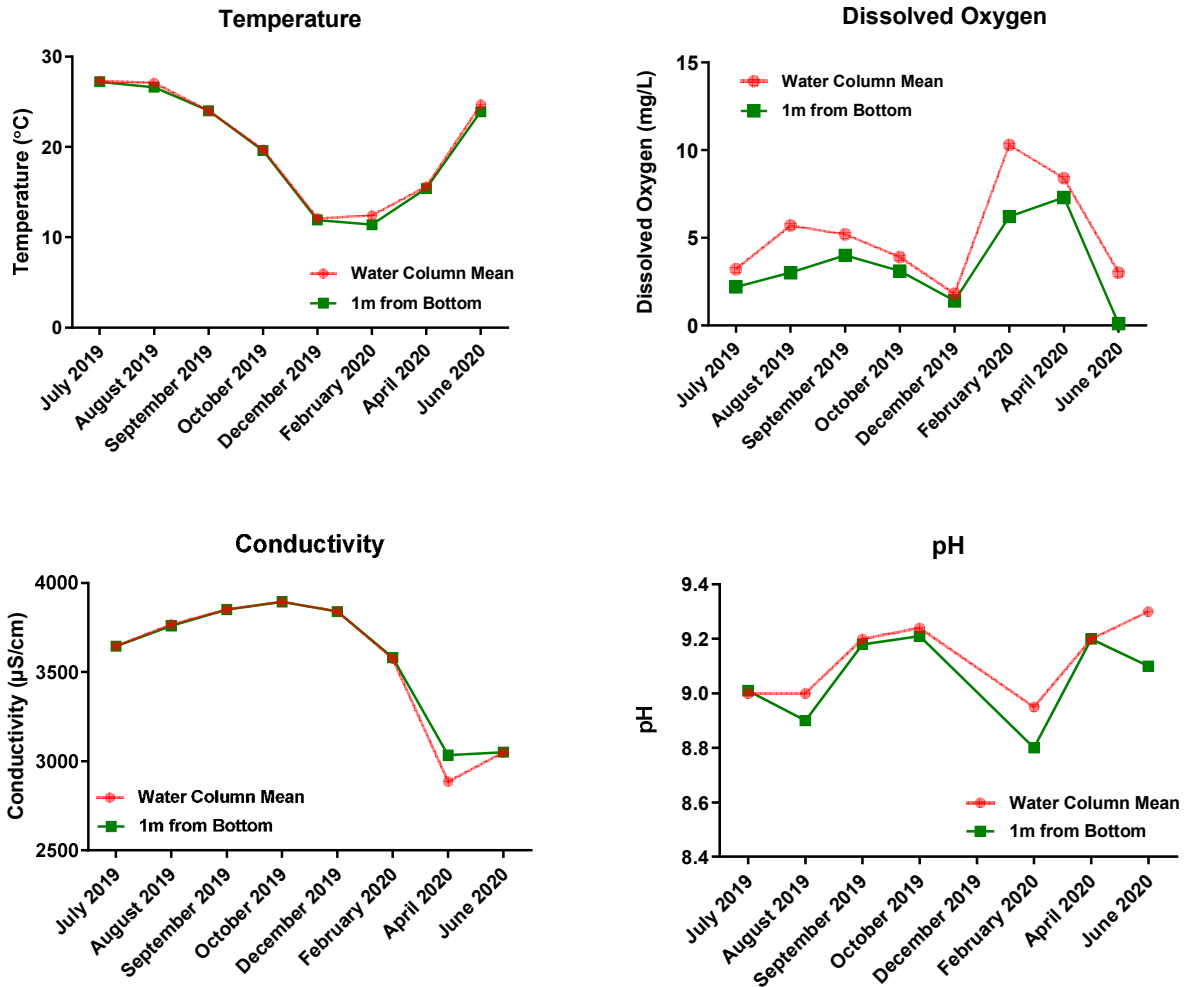 Temperature
Temperature (°C)
30
20
10
0
Water Column Mean
1m from Bottom
July 2019
August 2019
September 2019
October 2019
December 2019
February 2020
April 2020
June 2020
Dissolved Oxygen
Dissolved Oxygen (mg/L)
15
10
5
0
Water Column Mean
1m from Bottom
July 2019
August 2019
September 2019
October 2019
December 2019
February 2020
April 2020
June 2020
Conductivity
Conductivity (µS/cm)
4000
3500
3000
2500
Water Column Mean
1m from Bottom
July 2019
August 2019
September 2019
October 2019
December 2019
February 2020
April 2020
June 2020
pH
pH
9.4
9.2
9.0
8.8
8.6
8.4
Water Column Mean
1m from Bottom
July 2019
August 2019
September 2019
October 2019
December 2019
February 2020
April 2020
June 2020